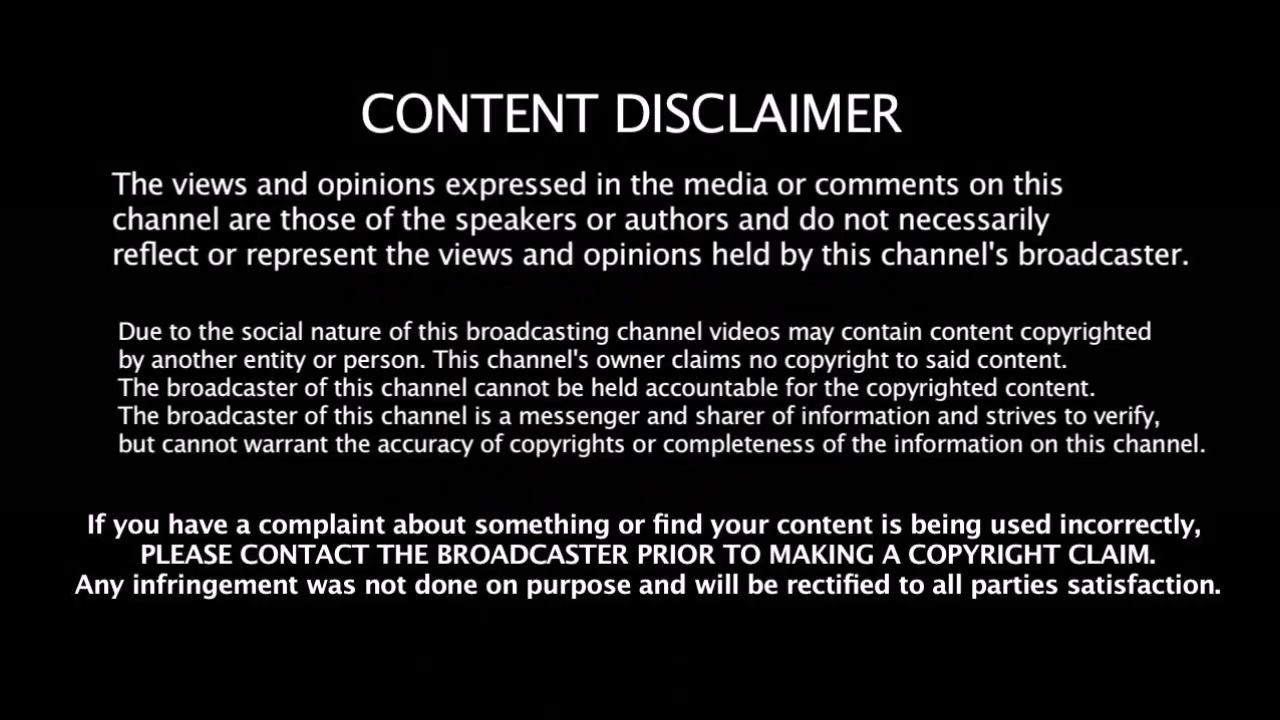 CONTENT DISCLAIMER
The views and opinions expressed in the media or comments on this
channel are those of the speakers or authors and do not necessarily
reflect or represent the views and opinions held by this channel's broadcaster.
Due to the social nature of this broadcasting channel videos may contain content copyrighted
by another entity or person. This channel's owner claims no copyright to said content.
The broadcaster of this channel cannot be held accountable for the copyrighted content.
The broadcaster of this channel is a messenger and sharer of information and strives to verify,
but cannot warrant the accuracy of copyrights or completeness of the information on this channel.
If you have a complaint about something or find your content is being used incorrectly,
PLEASE CONTACT THE BROADCASTER PRIOR TO MAKING A COPYRIGHT CLAIM.
Any infringement was not done on purpose and will be rectified to all parties satisfaction.